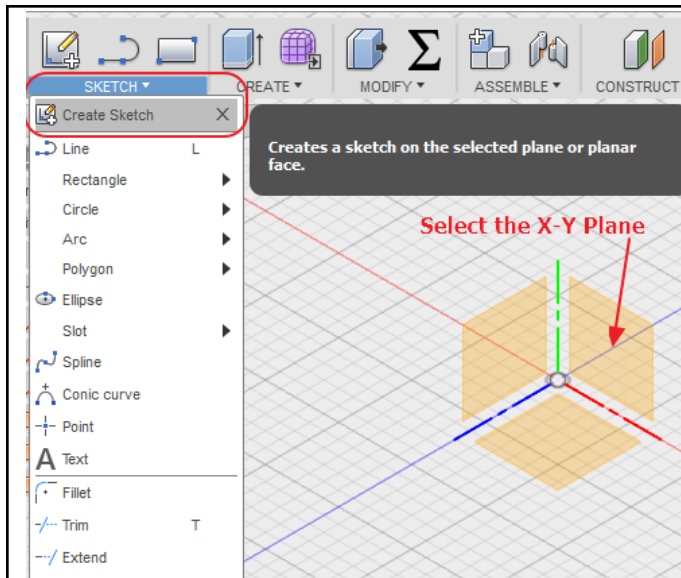 SKETCH ▾ CREATE ▾ MODIFY ▾ ASSEMBLE ▾ CONSTRUCT
Create Sketch
Creates a sketch on the selected plane or planar
face.
Line L
Rectangle
Circle
Arc
Polygon
Ellipse
Slot
Spline
Conic curve
Point
Text
Fillet
Trim T
Extend
Select the X-Y Plane